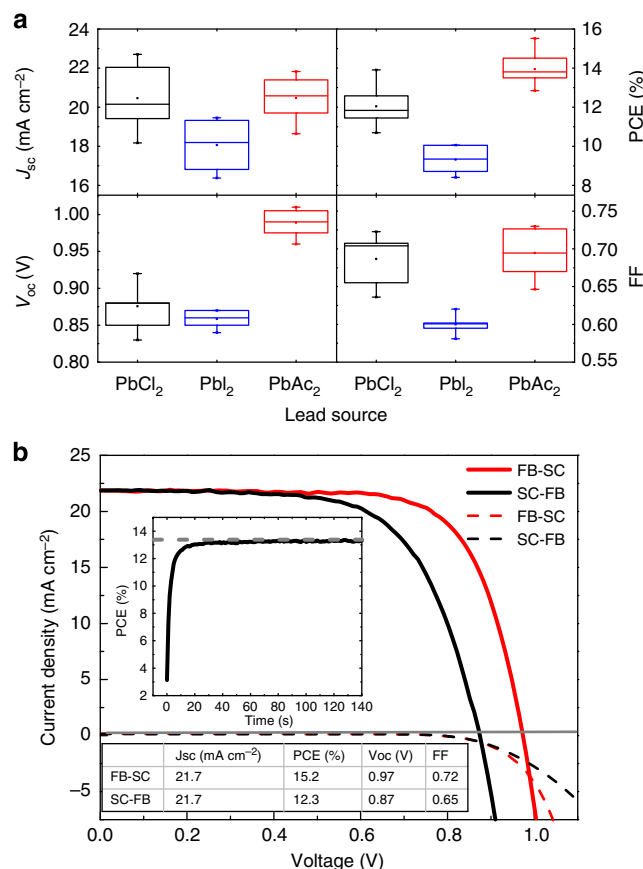 a
24
22
20
18
16
J_sc (mA cm⁻²)
16
14
12
10
8
PCE (%)
1.00
0.95
0.90
0.85
0.80
V_oc (V)
0.75
0.70
0.60
0.55
FF
PbCl₂ PbI₂ PbAc₂ PbCl₂ PbI₂ PbAc₂
Lead source
b
25
20
15
10
5
0
−5
Current density (mA cm⁻²)
FB-SC
SC-FB
FB-SC
SC-FB
14
12
10
8
6
4
2
PCE (%)
0 20 40 60 80 100 120 140
Time (s)
Jsc (mA cm⁻²) PCE (%) Voc (V) FF
FB-SC 21.7 15.2 0.97 0.72
SC-FB 21.7 12.3 0.87 0.65
0.0 0.2 0.4 0.6 0.8 1.0
Voltage (V)